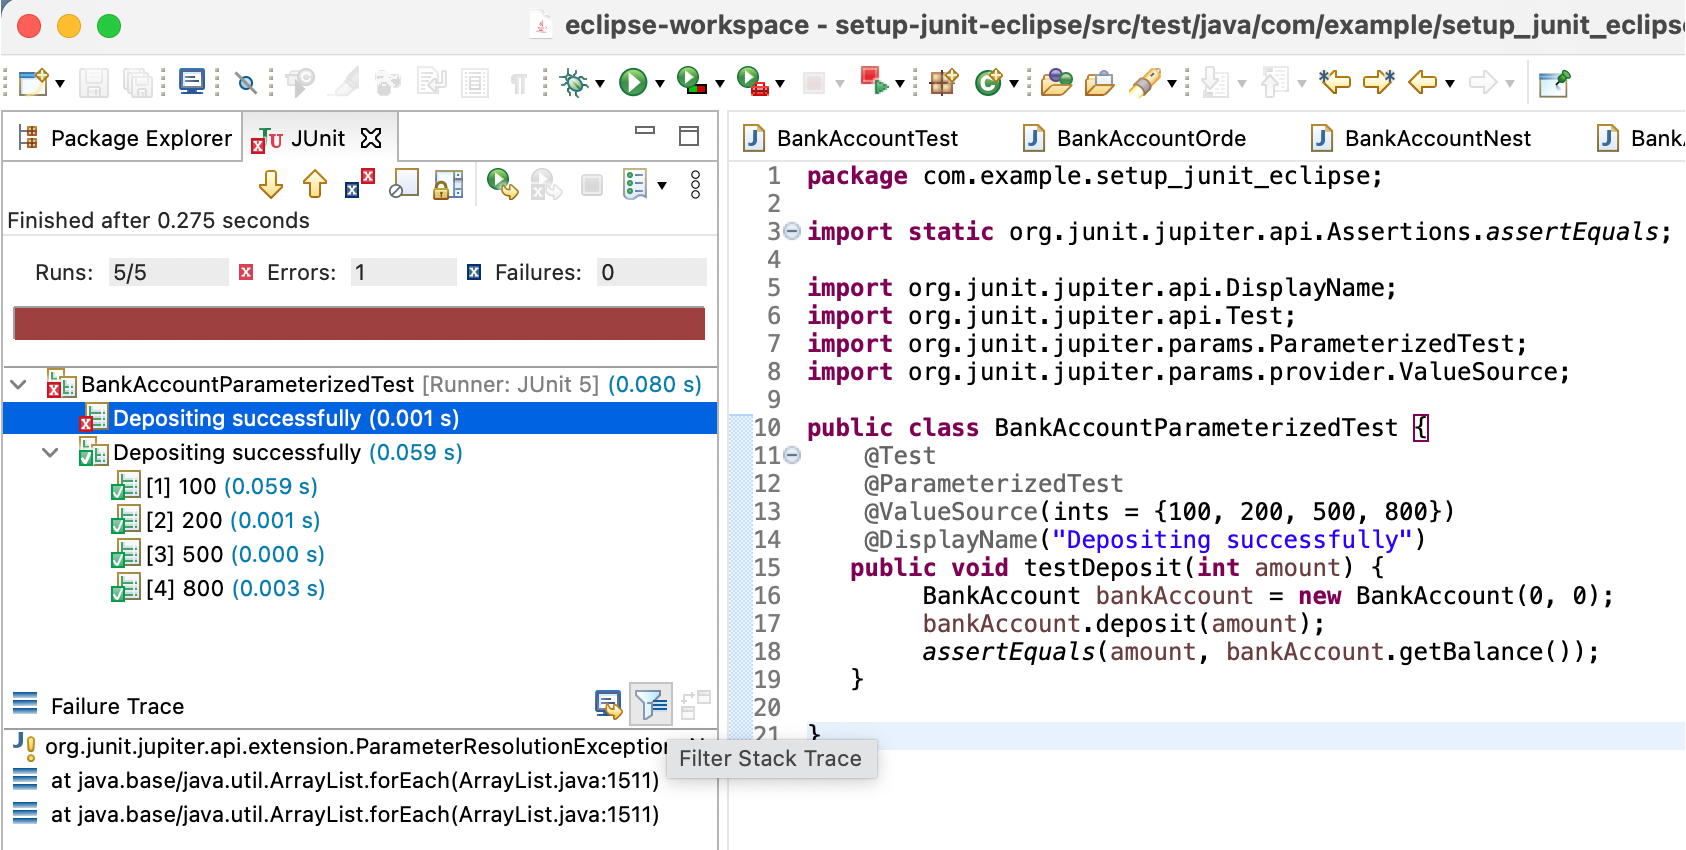 eclipse-workspace - setup-junit-eclipse/src/test/java/com/example/setup_junit_eclipse
Package Explorer
JUnit
Finished after 0.275 seconds
Runs: 5/5 Errors: 1 Failures: 0
BankAccountParameterizedTest [Runner: JUnit 5] (0.080 s)
Depositing successfully (0.001 s)
Depositing successfully (0.059 s)
[1] 100 (0.059 s)
[2] 200 (0.001 s)
[3] 500 (0.000 s)
[4] 800 (0.003 s)
Failure Trace
org.junit.jupiter.api.extension.ParameterResolutionException
at java.base/java.util.ArrayList.forEach(ArrayList.java:1511)
at java.base/java.util.ArrayList.forEach(ArrayList.java:1511)
Filter Stack Trace
BankAccountTest BankAccountOrde BankAccountNest BankA
1 package com.example.setup_junit_eclipse;
2
3 import static org.junit.jupiter.api.Assertions.assertEquals;
4
5 import org.junit.jupiter.api.DisplayName;
6 import org.junit.jupiter.api.Test;
7 import org.junit.jupiter.params.ParameterizedTest;
8 import org.junit.jupiter.params.provider.ValueSource;
9
10 public class BankAccountParameterizedTest {
11 @Test
12 @ParameterizedTest
13 @ValueSource(ints = {100, 200, 500, 800})
14 @DisplayName("Depositing successfully")
15 public void testDeposit(int amount) {
16 BankAccount bankAccount = new BankAccount(0, 0);
17 bankAccount.deposit(amount);
18 assertEquals(amount, bankAccount.getBalance());
19 }
20
21 }